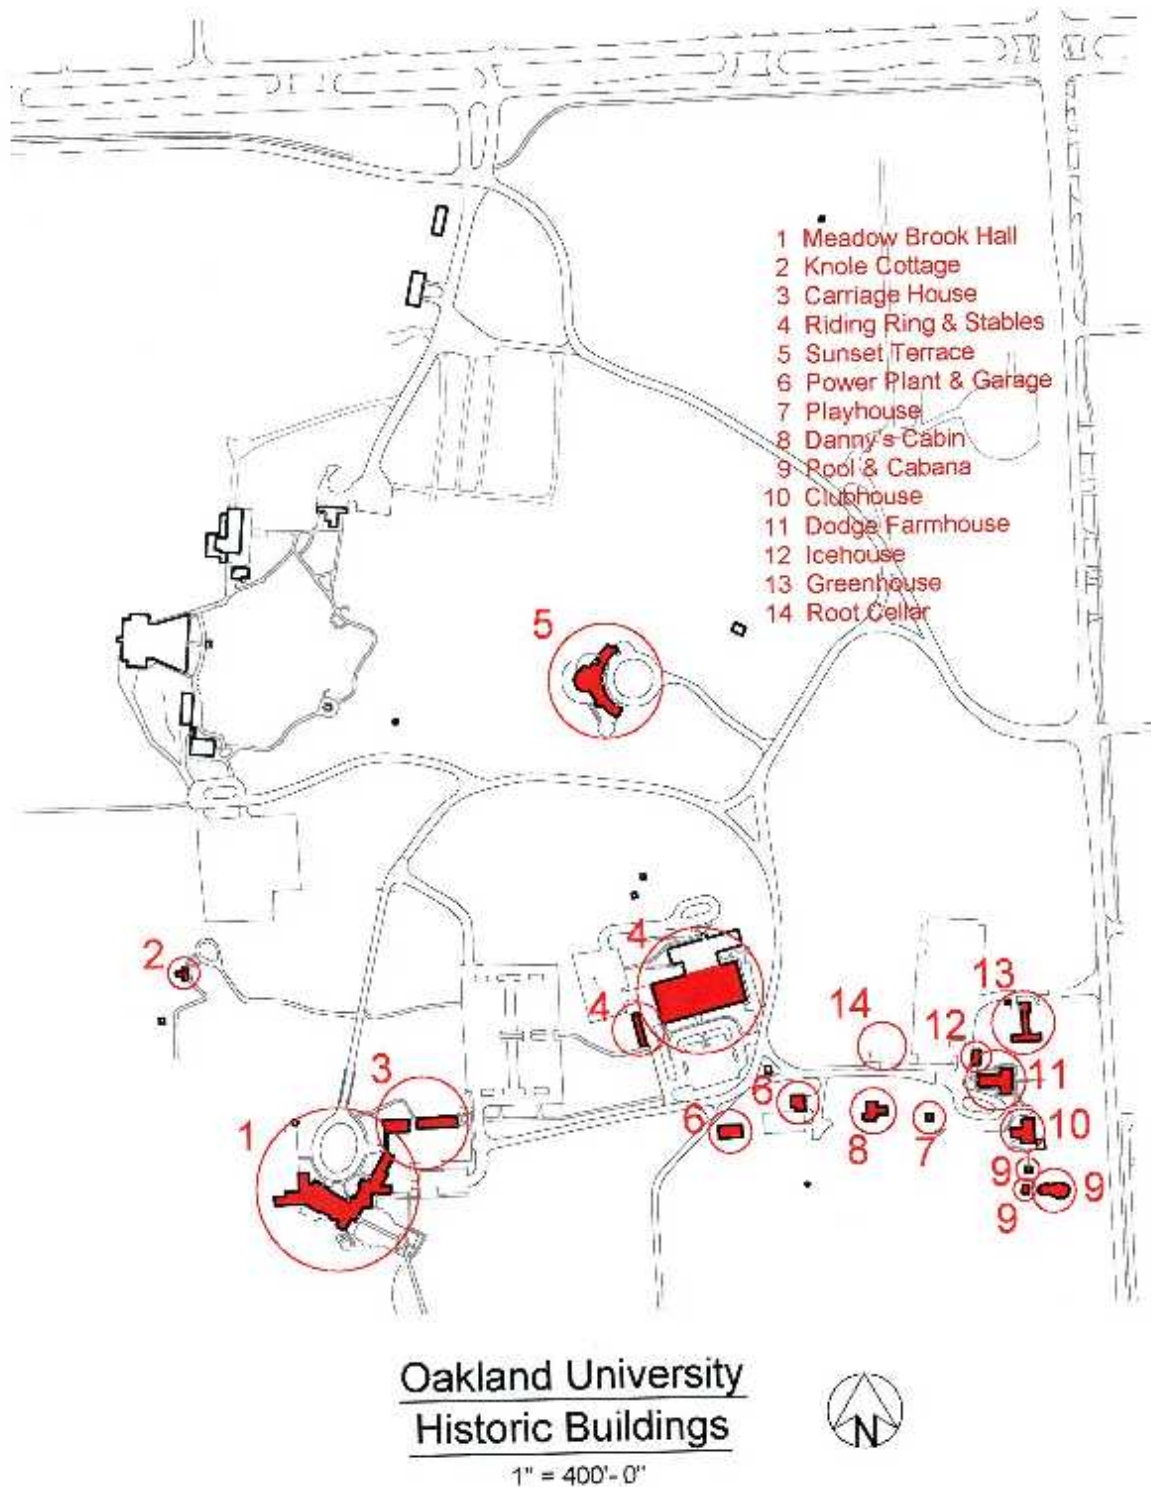 1 Meadow Brook Hall
2 Knole Cottage
3 Carriage House
4 Riding Ring & Stables
5 Sunset Terrace
6 Power Plant & Garage
7 Playhouse
8 Danny's Cabin
9 Pool & Cabana
10 Clubhouse
11 Dodge Farmhouse
12 Icehouse
13 Greenhouse
14 Root Cellar
5
4
2
13
4
14
12
3
11
6
1
6
8
7
10
9
9
9
Oakland University
Historic Buildings
N
1" = 400'- 0"